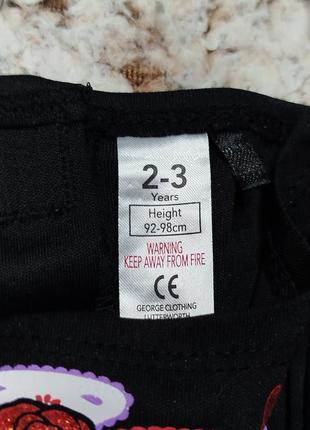 2-3
Years
Height
92-98cm
WARNING
KEEP AWAY FROM FIRE
CE
GEORGE CLOTHING
LUTTERWORTH